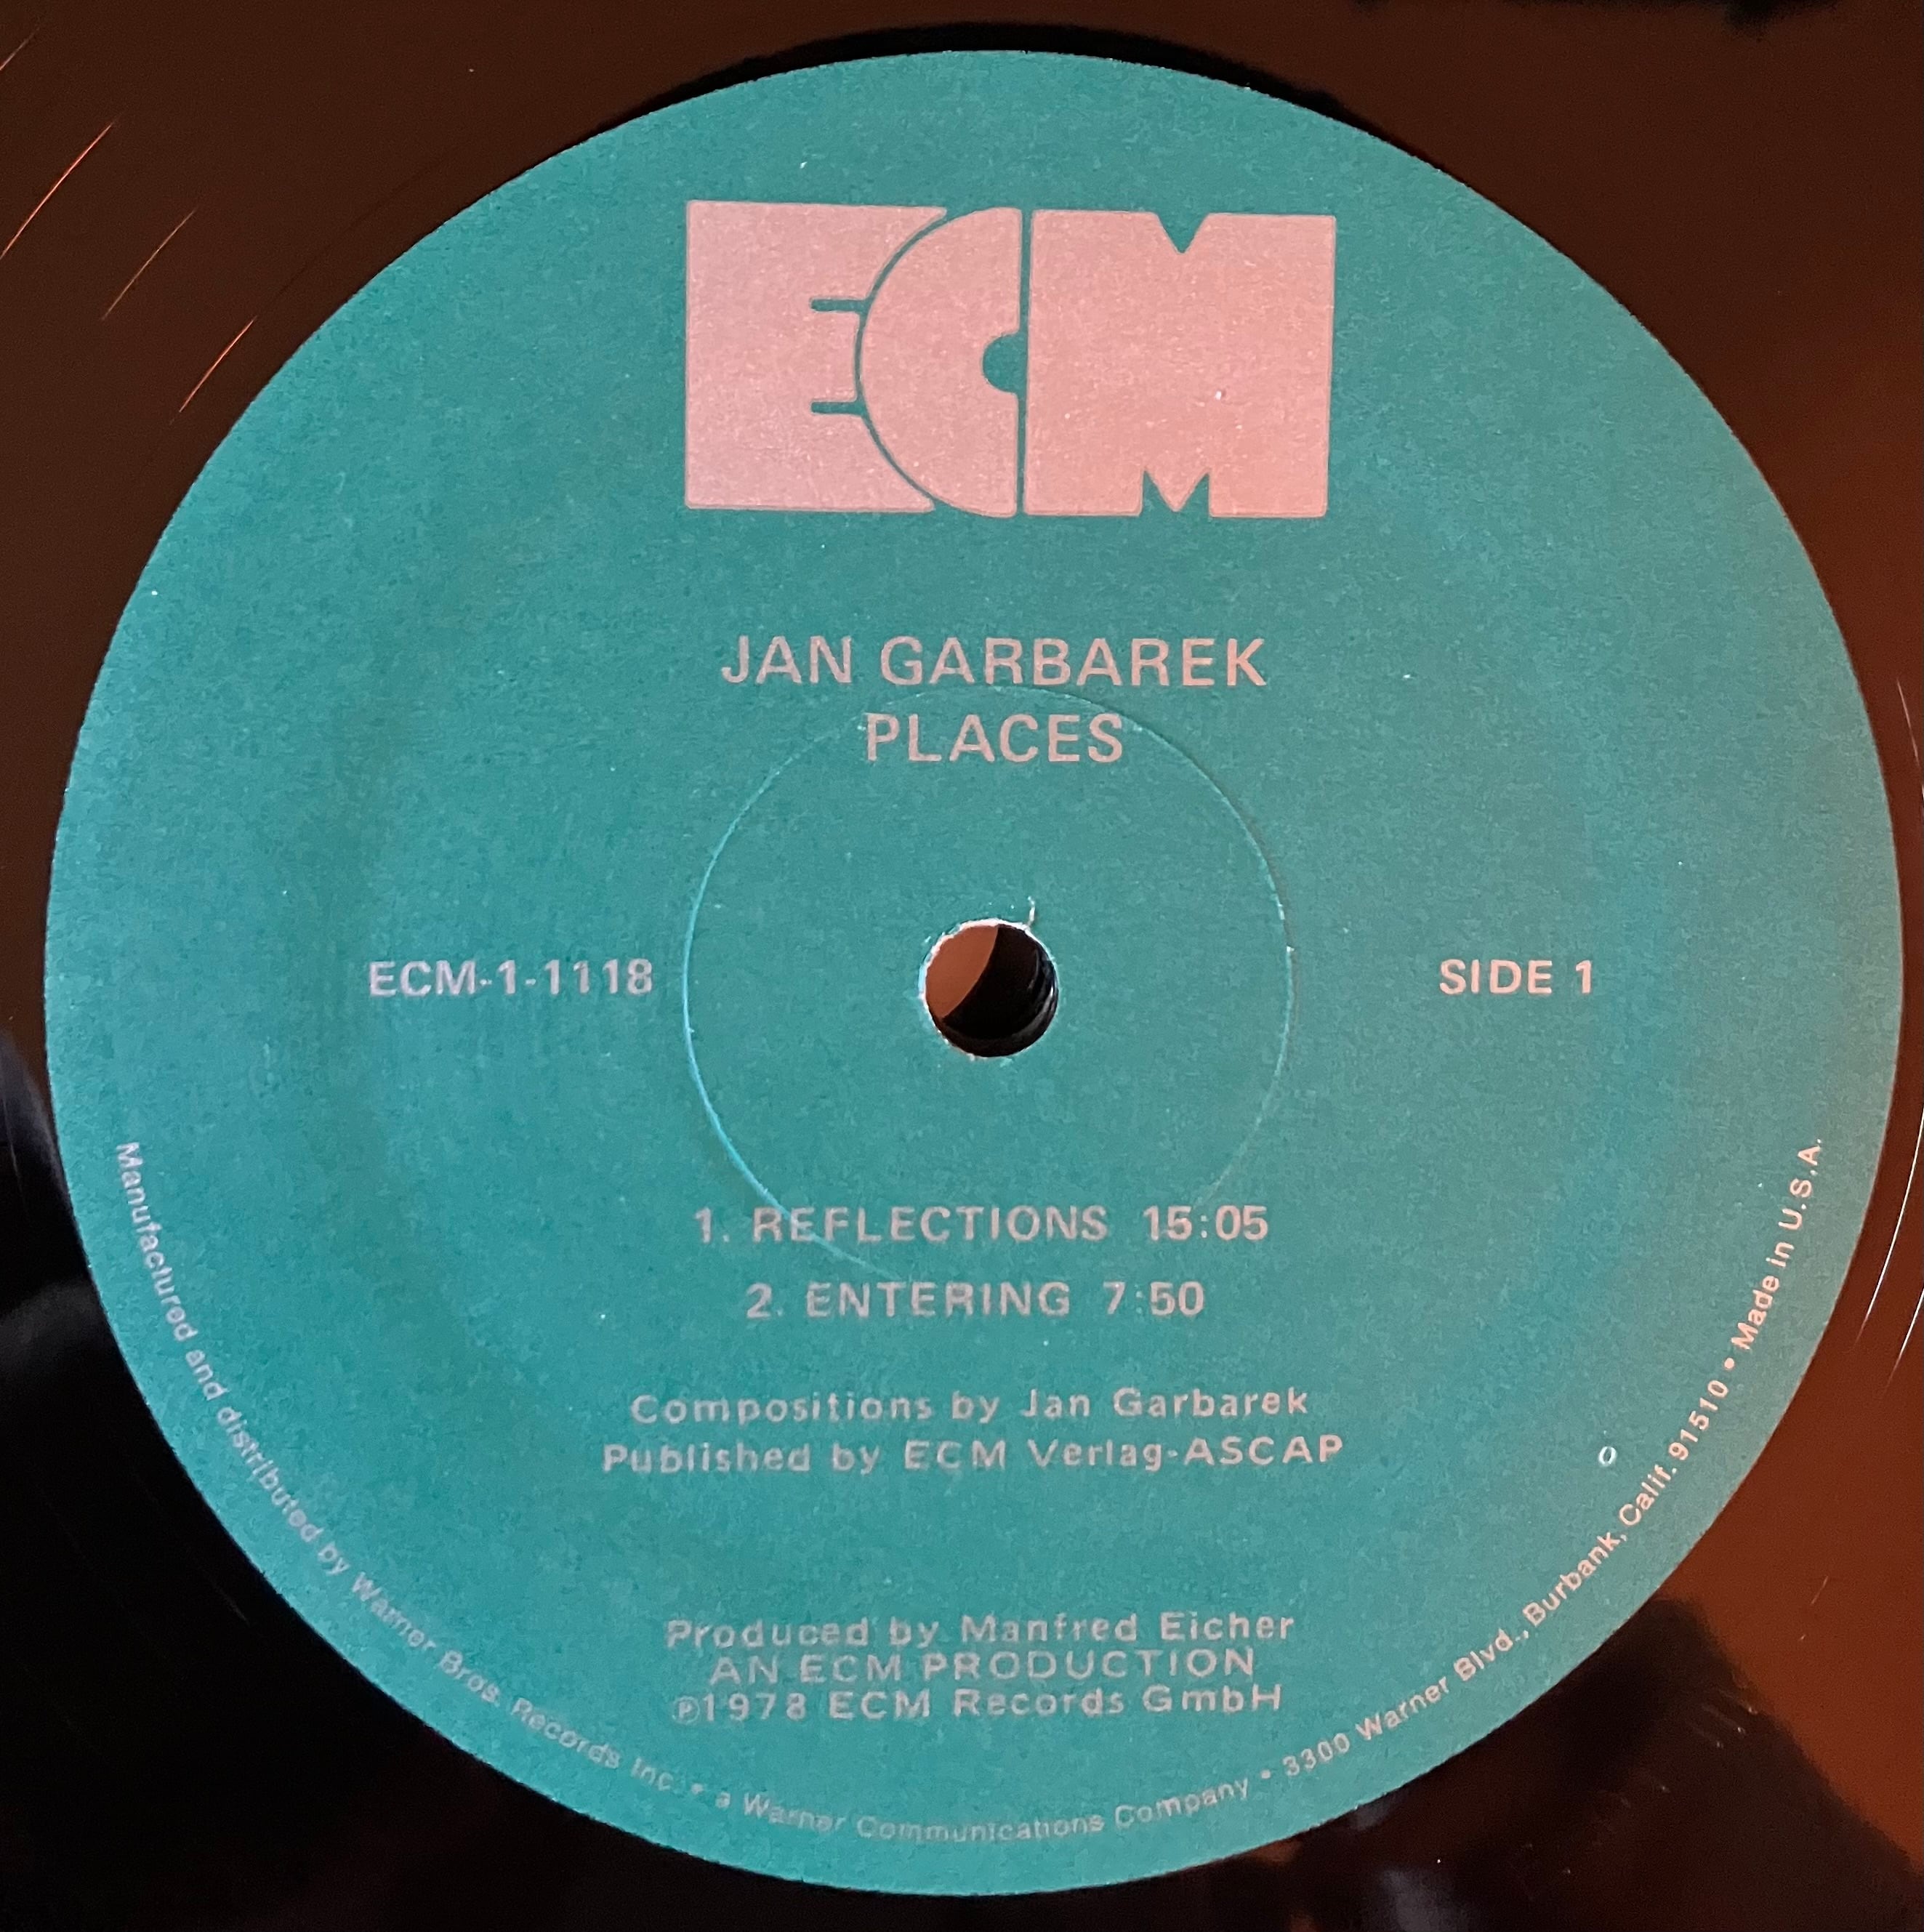 ECM
JAN GARBAREK
PLACES
ECM-1-1118
SIDE 1
1. REFLECTIONS 15:05
2. ENTERING 7:50
Compositions by Jan Garbarek
Published by ECM Verlag-ASCAP
Produced by Manfred Eicher
AN ECM PRODUCTION
℗1978 ECM Records GmbH
Manufactured and distributed by Warner Bros. Records Inc. • a Warner Communications Company • 3300 Warner Blvd., Burbank, Calif. 91510 • Made in U.S.A.